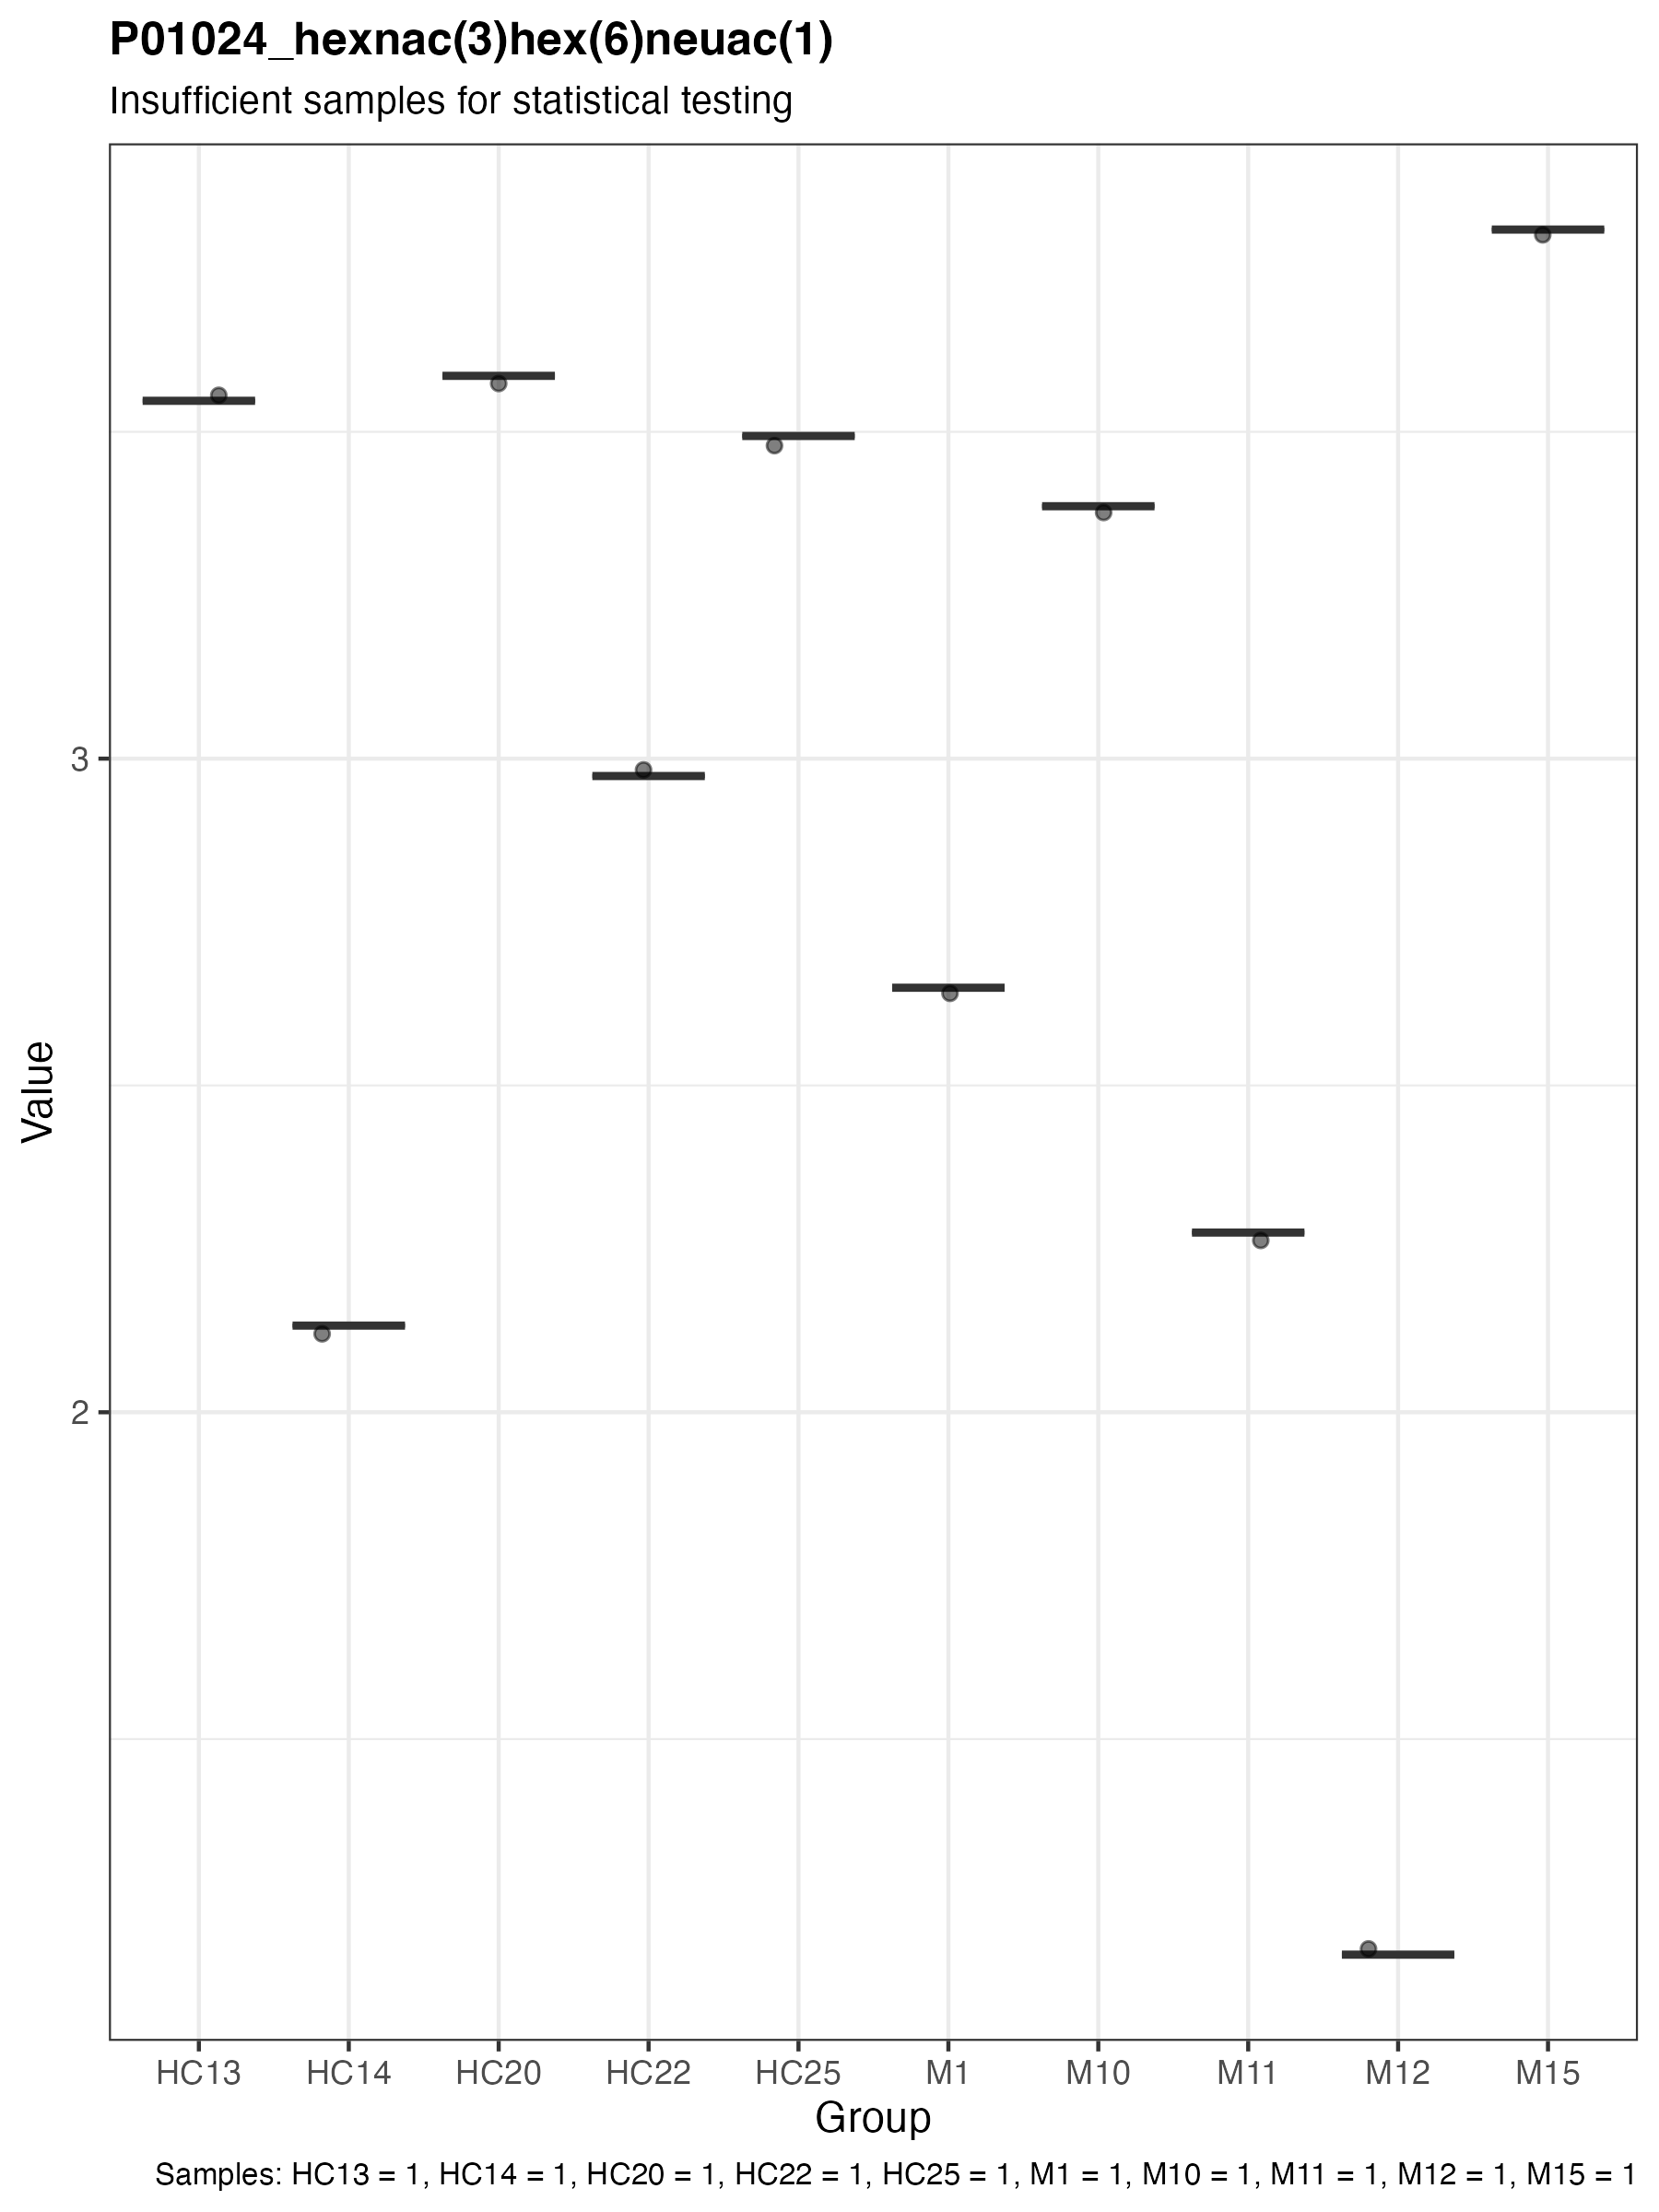 P01024_hexnac(3)hex(6)neuac(1)
Insufficient samples for statistical testing
Value
3
2
HC13 HC14 HC20 HC22 HC25 M1 M10 M11 M12 M15
Group
Samples: HC13 = 1, HC14 = 1, HC20 = 1, HC22 = 1, HC25 = 1, M1 = 1, M10 = 1, M11 = 1, M12 = 1, M15 = 1